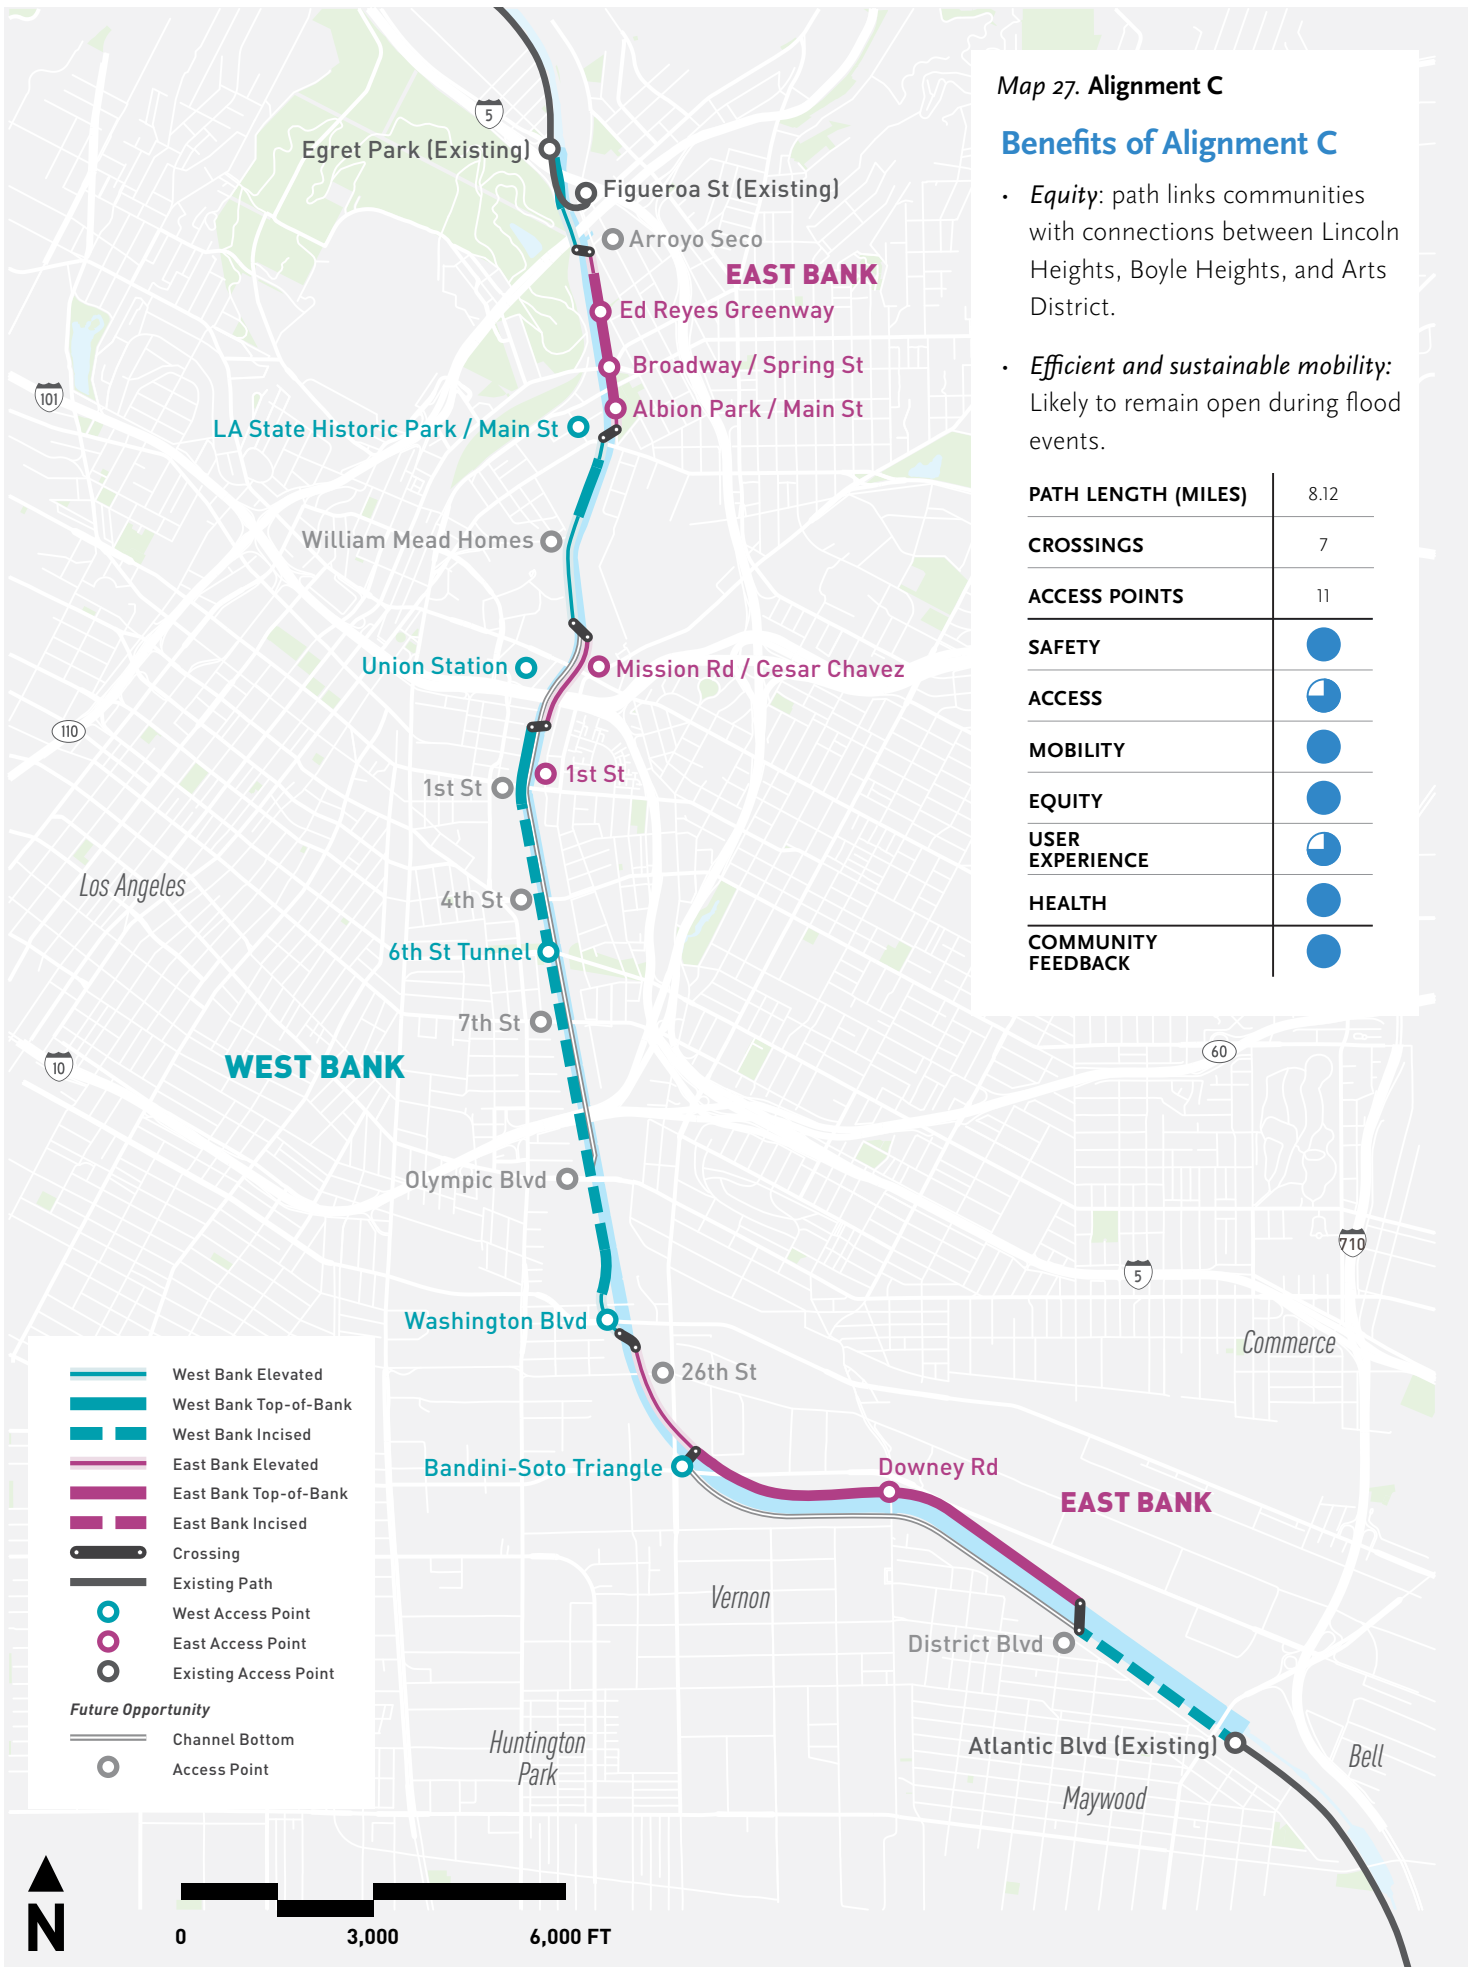 Map 27. Alignment C
Benefits of Alignment C
• Equity: path links communities
with connections between Lincoln
Heights, Boyle Heights, and Arts
District.
• Efficient and sustainable mobility:
Likely to remain open during flood
events.
PATH LENGTH (MILES) 8.12
CROSSINGS 7
ACCESS POINTS 11
SAFETY
ACCESS
MOBILITY
EQUITY
USER
EXPERIENCE
HEALTH
COMMUNITY
FEEDBACK
5
Egret Park (Existing)
Figueroa St (Existing)
Arroyo Seco
EAST BANK
Ed Reyes Greenway
Broadway / Spring St
101
Albion Park / Main St
LA State Historic Park / Main St
William Mead Homes
Union Station
Mission Rd / Cesar Chavez
110
1st St
1st St
Los Angeles
4th St
6th St Tunnel
7th St
60
10
WEST BANK
Olympic Blvd
710
5
Washington Blvd
Commerce
26th St
Bandini-Soto Triangle
Downey Rd
EAST BANK
Vernon
District Blvd
Huntington
Park
Atlantic Blvd (Existing)
Bell
Maywood
West Bank Elevated
West Bank Top-of-Bank
West Bank Incised
East Bank Elevated
East Bank Top-of-Bank
East Bank Incised
Crossing
Existing Path
West Access Point
East Access Point
Existing Access Point
Future Opportunity
Channel Bottom
Access Point
N
0 3,000 6,000 FT